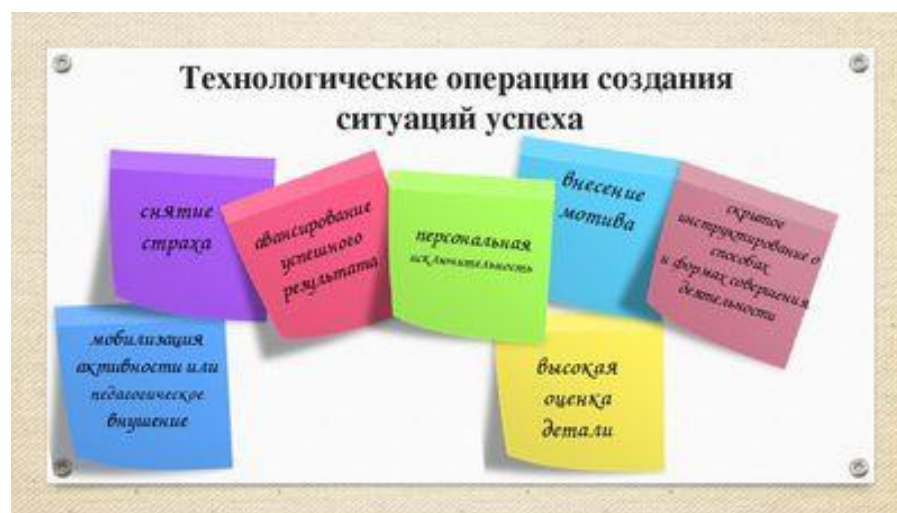 Технологические операции создания
ситуаций успеха
снятие
страха
авансирование
успешного
результата
персональная
исключительность
внесение
мотива
скрытое
инструктирование о
способах
и формах совершения
деятельности
мобилизация
активности или
педагогическое
внушение
высокая
оценка
детали